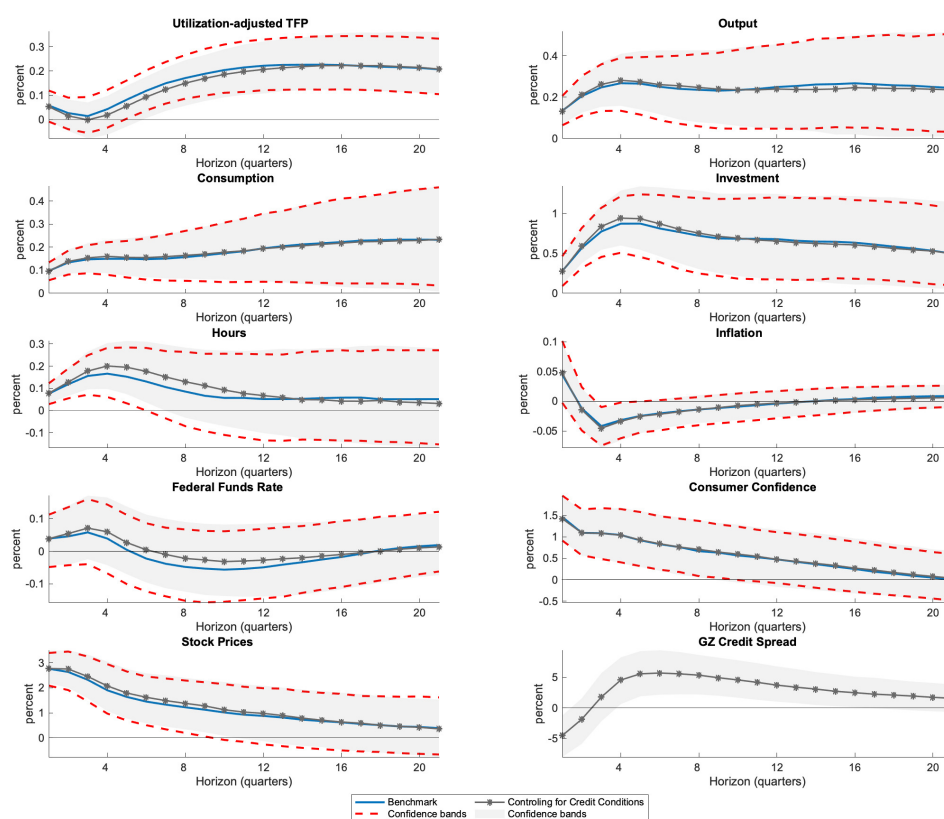 Utilization-adjusted TFP
percent
0.3
0.2
0.1
0
4
8
12
16
20
Horizon (quarters)
Output
percent
0.4
0.2
0
4
8
12
16
20
Horizon (quarters)
Consumption
percent
0.4
0.3
0.2
0.1
0
4
8
12
16
20
Horizon (quarters)
Investment
percent
1
0.5
0
4
8
12
16
20
Horizon (quarters)
Hours
percent
0.3
0.2
0.1
0
-0.1
4
8
12
16
20
Horizon (quarters)
Inflation
percent
0.1
0.05
0
-0.05
4
8
12
16
20
Horizon (quarters)
Federal Funds Rate
percent
0.1
0
-0.1
4
8
12
16
20
Horizon (quarters)
Consumer Confidence
percent
1.5
1
0.5
0
-0.5
4
8
12
16
20
Horizon (quarters)
Stock Prices
percent
3
2
1
0
4
8
12
16
20
Horizon (quarters)
GZ Credit Spread
percent
5
0
-5
4
8
12
16
20
Horizon (quarters)
Benchmark
Confidence bands
Controling for Credit Conditions
Confidence bands